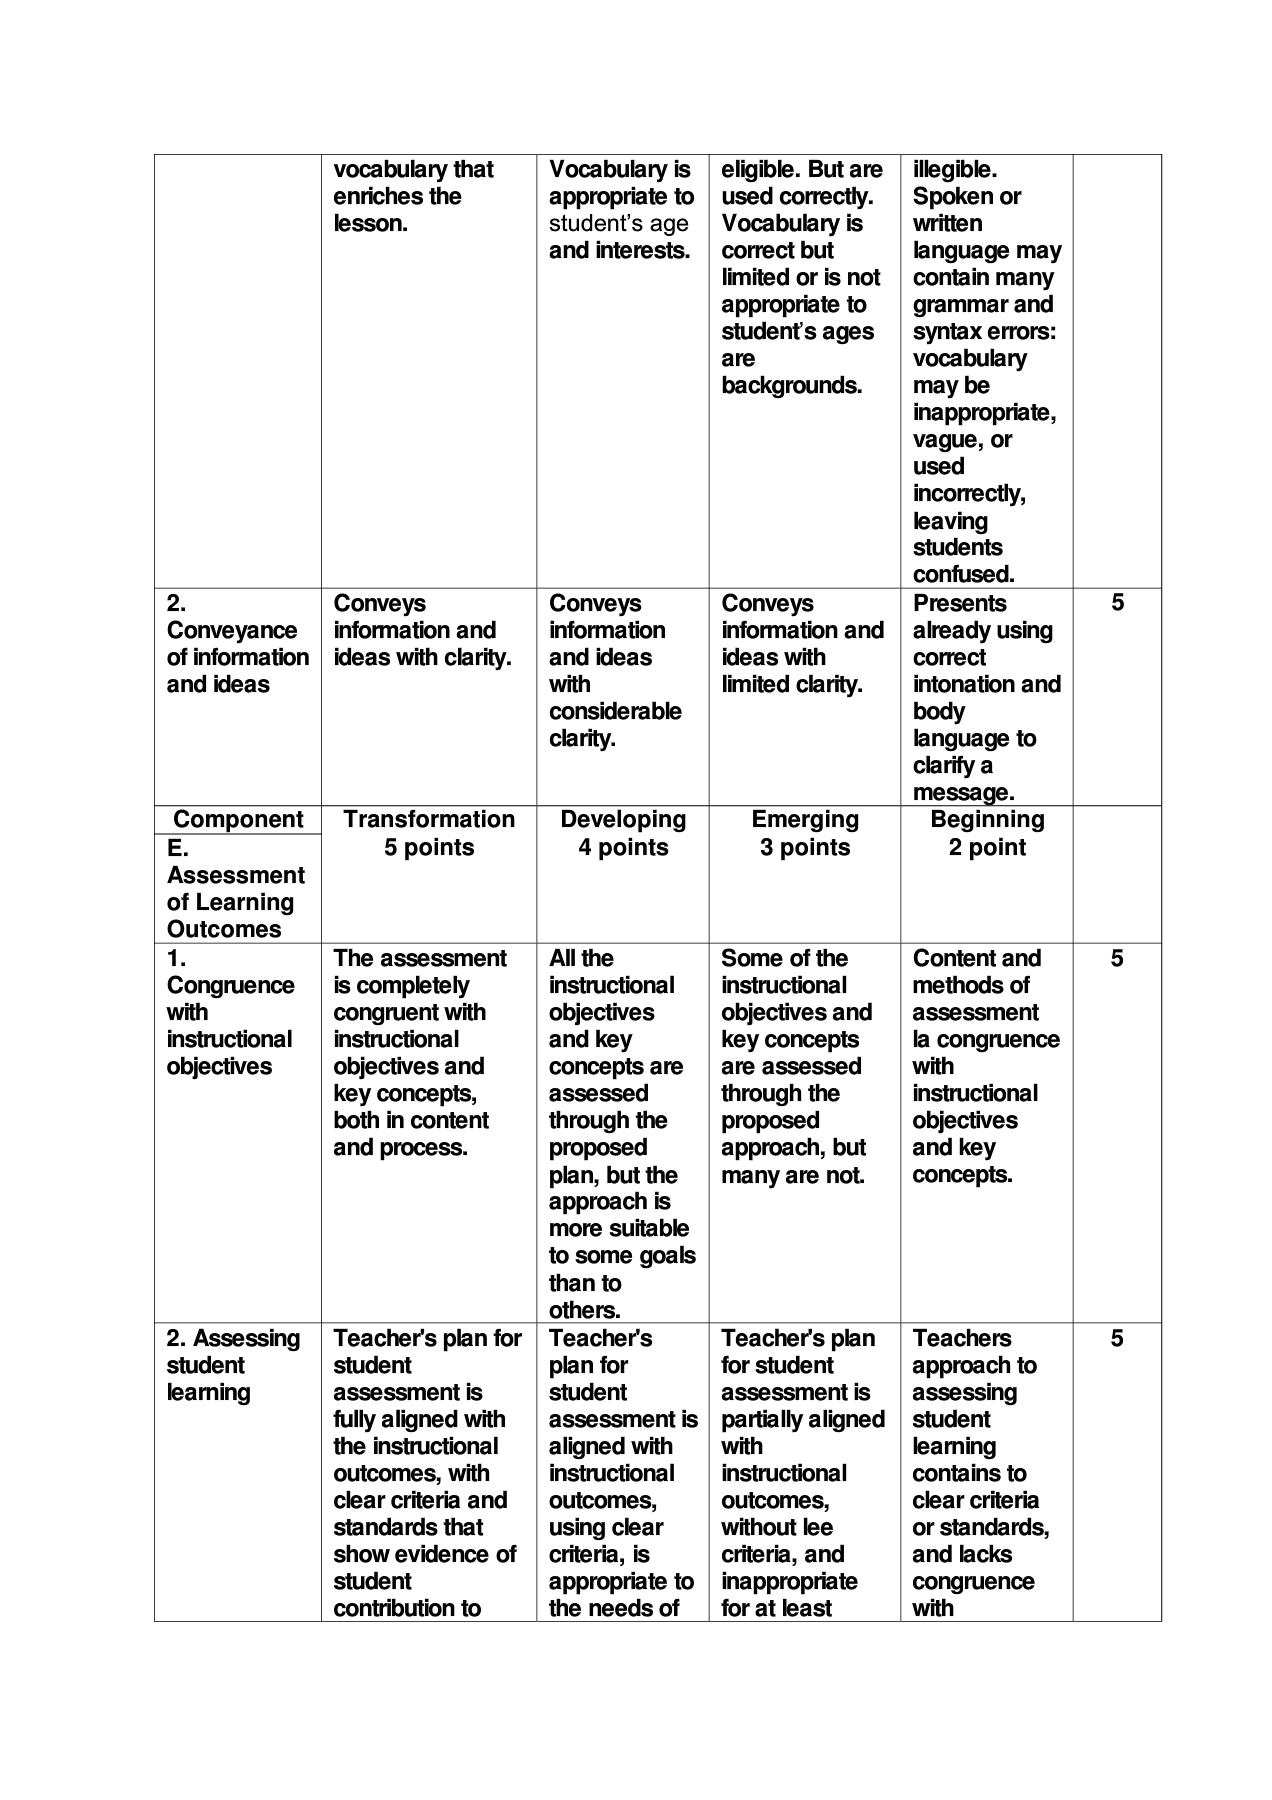 vocabulary that
enriches the
lesson.
Vocabulary is
appropriate to
student’s age
and interests.
eligible. But are
used correctly.
Vocabulary is
correct but
limited or is not
appropriate to
student’s ages
are
backgrounds.
illegible.
Spoken or
written
language may
contain many
grammar and
syntax errors:
vocabulary
may be
inappropriate,
vague, or
used
incorrectly,
leaving
students
confused.
2.
Conveyance
of information
and ideas
Conveys
information and
ideas with clarity.
Conveys
information
and ideas
with
considerable
clarity.
Conveys
information and
ideas with
limited clarity.
Presents
already using
correct
intonation and
body
language to
clarify a
message.
5
Component
E.
Assessment
of Learning
Outcomes
Transformation
5 points
Developing
4 points
Emerging
3 points
Beginning
2 point
1.
Congruence
with
instructional
objectives
The assessment
is completely
congruent with
instructional
objectives and
key concepts,
both in content
and process.
All the
instructional
objectives
and key
concepts are
assessed
through the
proposed
plan, but the
approach is
more suitable
to some goals
than to
others.
Some of the
instructional
objectives and
key concepts
are assessed
through the
proposed
approach, but
many are not.
Content and
methods of
assessment
la congruence
with
instructional
objectives
and key
concepts.
5
2. Assessing
student
learning
Teacher's plan for
student
assessment is
fully aligned with
the instructional
outcomes, with
clear criteria and
standards that
show evidence of
student
contribution to
Teacher's
plan for
student
assessment is
aligned with
instructional
outcomes,
using clear
criteria, is
appropriate to
the needs of
Teacher's plan
for student
assessment is
partially aligned
with
instructional
outcomes,
without lee
criteria, and
inappropriate
for at least
Teachers
approach to
assessing
student
learning
contains to
clear criteria
or standards,
and lacks
congruence
with
5